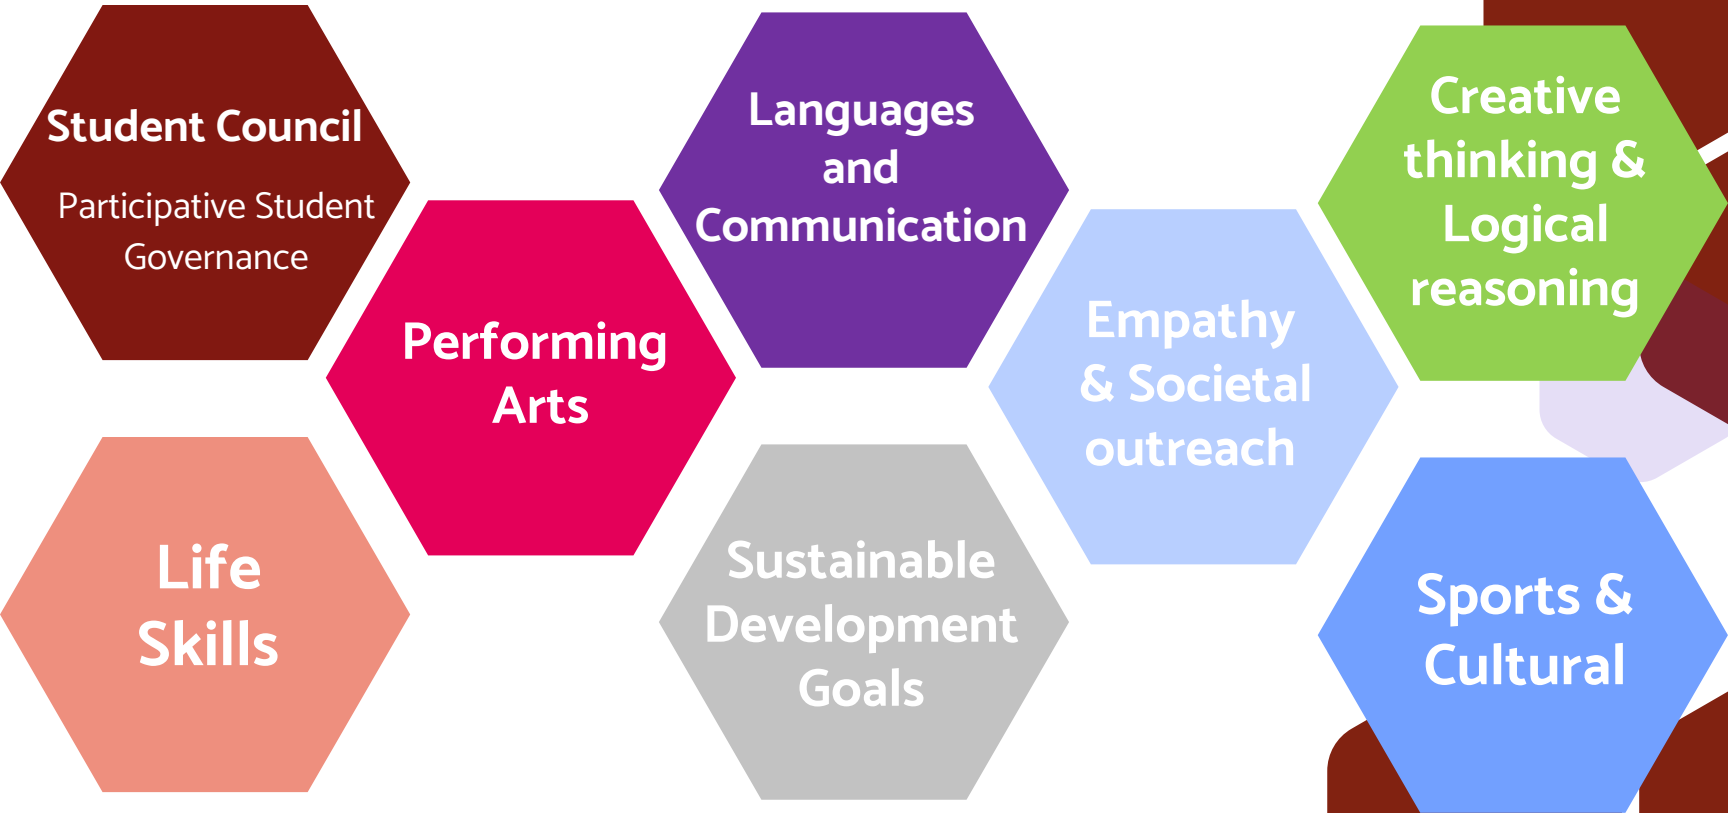 Student Council
Participative Student
Governance
Performing
Arts
Languages
and
Communication
Empathy
& Societal
outreach
Creative
thinking &
Logical
reasoning
Life
Skills
Sustainable
Development
Goals
Sports &
Cultural